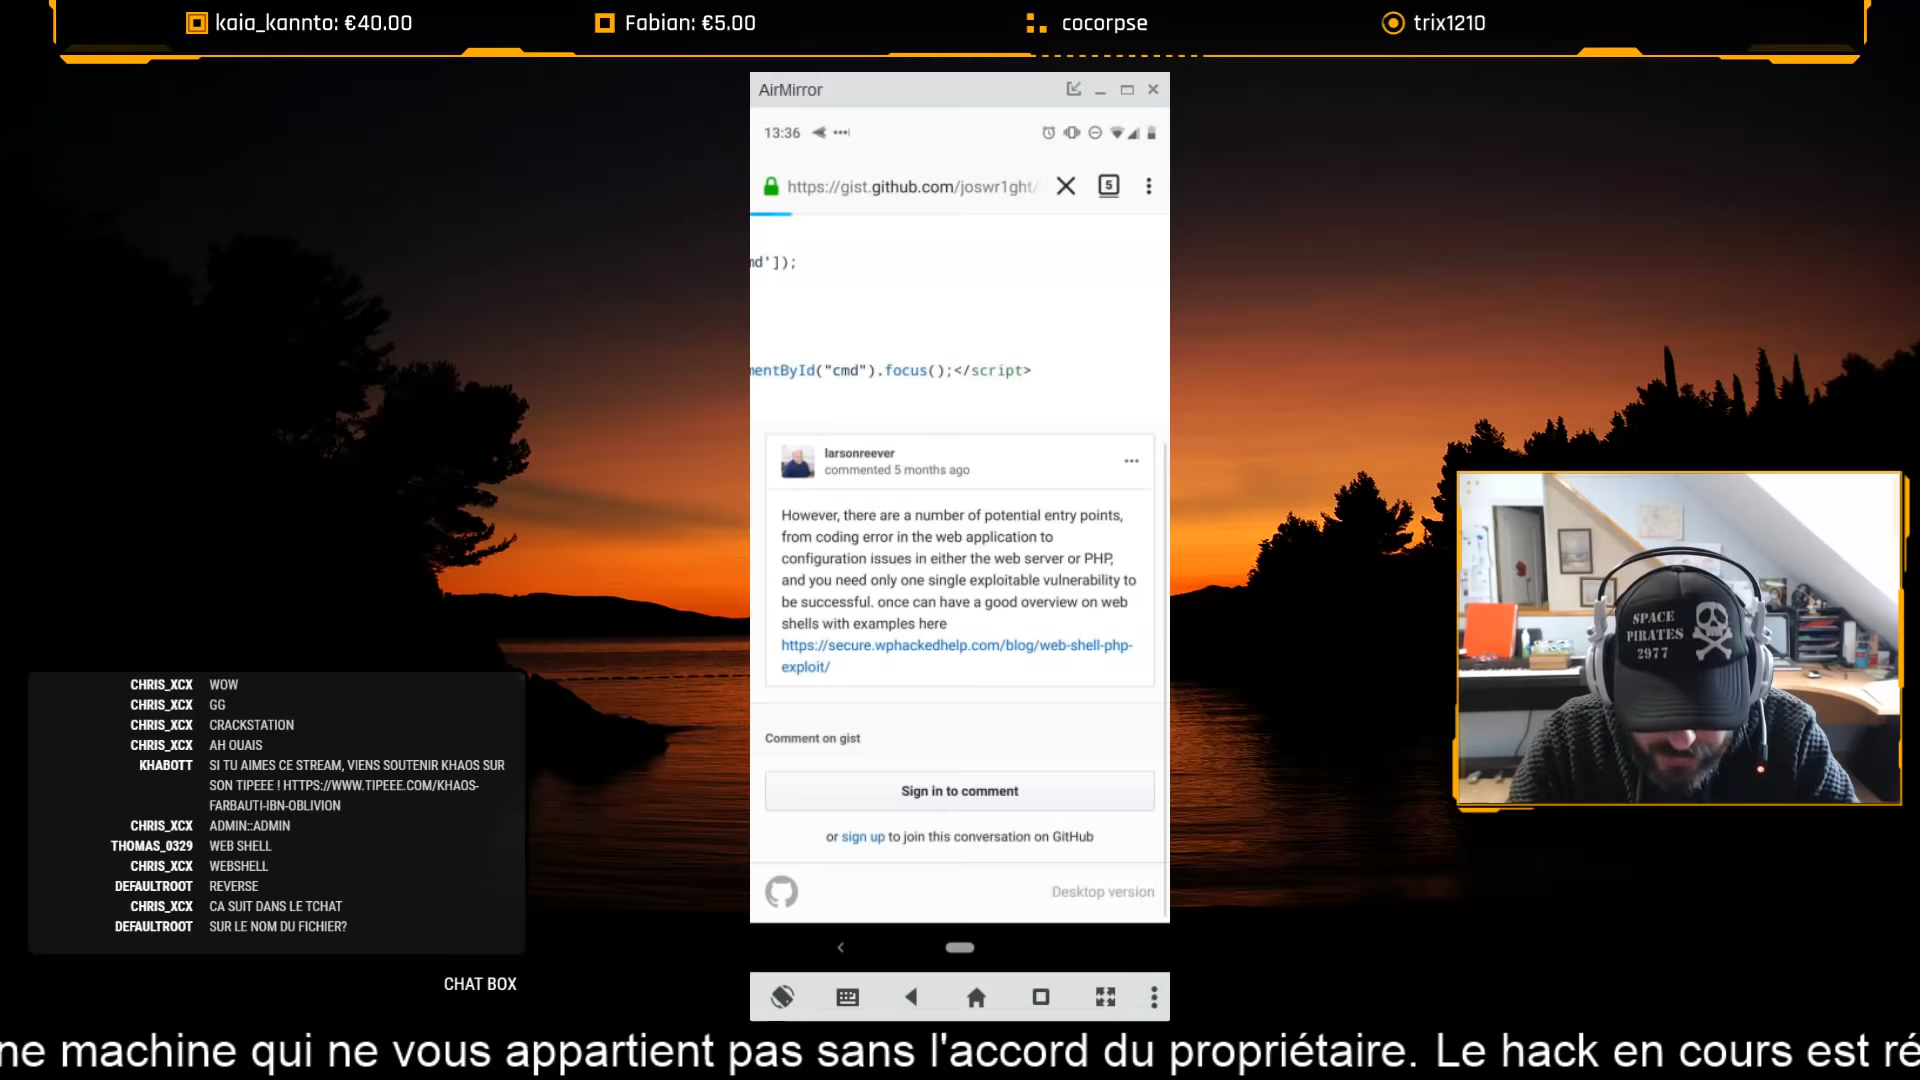 kaia_kannto: €40.00
Fabian: €5.00
cocorpse
trix1210
AirMirror
13:36
https://gist.github.com/joswr1ght/
5
md']);
mentById("cmd").focus();</script>
larsonreever
commented 5 months ago
However, there are a number of potential entry points,
from coding error in the web application to
configuration issues in either the web server or PHP,
and you need only one single exploitable vulnerability to
be successful. once can have a good overview on web
shells with examples here
https://secure.wphackedhelp.com/blog/web-shell-php-
exploit/
Comment on gist
Sign in to comment
or sign up to join this conversation on GitHub
Desktop version
SPACE
PIRATES
2977
CHRIS_XCX WOW
CHRIS_XCX GG
CHRIS_XCX CRACKSTATION
CHRIS_XCX AH OUAIS
KHABOTT SI TU AIMES CE STREAM, VIENS SOUTENIR KHAOS SUR
SON TIPEEE ! HTTPS://WWW.TIPEEE.COM/KHAOS-
FARBAUTI-IBN-OBLIVION
CHRIS_XCX ADMIN::ADMIN
THOMAS_0329 WEB SHELL
CHRIS_XCX WEBSHELL
DEFAULTROOT REVERSE
CHRIS_XCX CA SUIT DANS LE TCHAT
DEFAULTROOT SUR LE NOM DU FICHIER?
CHAT BOX
ne machine qui ne vous appartient pas sans l'accord du propriétaire. Le hack en cours est ré